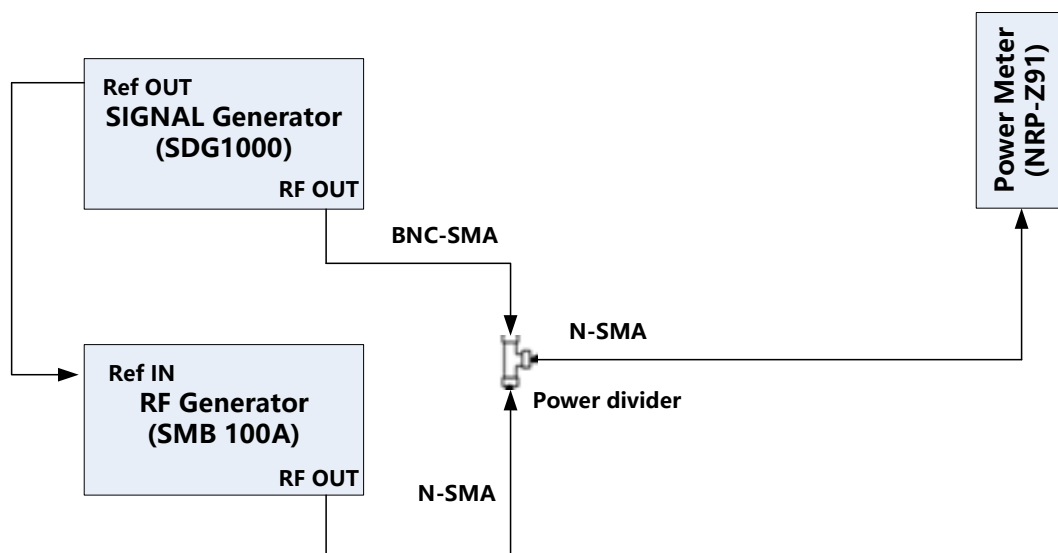 Ref OUT
SIGNAL Generator
(SDG1000)
RF OUT
BNC-SMA
Power Meter
(NRP-Z91)
N-SMA
Power divider
Ref IN
RF Generator
(SMB 100A)
RF OUT
N-SMA